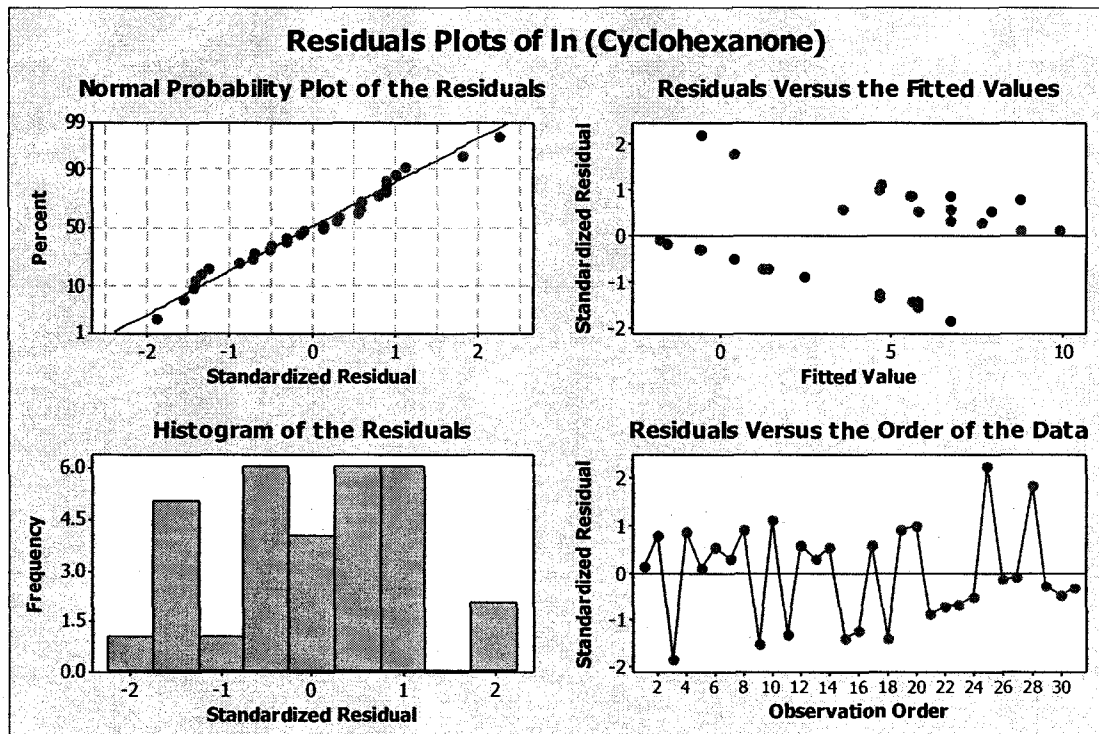 Residuals Plots of ln (Cyclohexanone)
Normal Probability Plot of the Residuals
99
90
50
10
1
Percent
-2 -1 0 1 2
Standardized Residual
Residuals Versus the Fitted Values
2
1
0
-1
-2
Standardized Residual
0 5 10
Fitted Value
Histogram of the Residuals
6.0
4.5
3.0
1.5
0.0
Frequency
-2 -1 0 1 2
Standardized Residual
Residuals Versus the Order of the Data
2
1
0
-1
-2
Standardized Residual
2 4 6 8 10 12 14 16 18 20 22 24 26 28 30
Observation Order